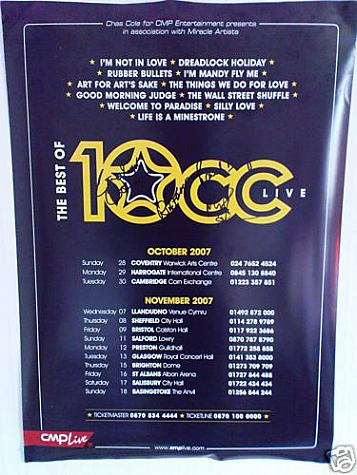 Chas Cole for CMP Entertainment presents
in association with Miracle Artists
★ I'M NOT IN LOVE ★ DREADLOCK HOLIDAY ★
★ RUBBER BULLETS ★ I'M MANDY FLY ME ★
ART FOR ART'S SAKE ★ THE THINGS WE DO FOR LOVE
★ GOOD MORNING JUDGE ★ THE WALL STREET SHUFFLE ★
★ WELCOME TO PARADISE ★ SILLY LOVE ★
★ LIFE IS A MINESTRONE ★
THE BEST OF
10CC
LIVE
OCTOBER 2007
Sunday 28 COVENTRY Warwick Arts Centre 024 7652 4524
Monday 29 HARROGATE International Centre 0845 130 8840
Tuesday 30 CAMBRIDGE Corn Exchange 01223 357 851
NOVEMBER 2007
Wednesday 07 LLANDUDNO Venue Cymru 01492 872 000
Thursday 08 SHEFFIELD City Hall 0114 278 9789
Friday 09 BRISTOL Colston Hall 0117 922 3686
Sunday 11 SALFORD Lowry 0870 787 5790
Monday 12 PRESTON Guildhall 01772 258 858
Tuesday 13 GLASGOW Royal Concert Hall 0141 353 8000
Thursday 15 BRIGHTON Dome 01273 709 709
Friday 16 ST ALBANS Alban Arena 01727 844 488
Saturday 17 SALISBURY City Hall 01722 434 434
Sunday 18 BASINGSTOKE The Anvil 01256 844 244
★ TICKETMASTER 0870 534 4444 ★ TICKETLINE 0870 100 0000 ★
CMPLive
www.cmplive.com